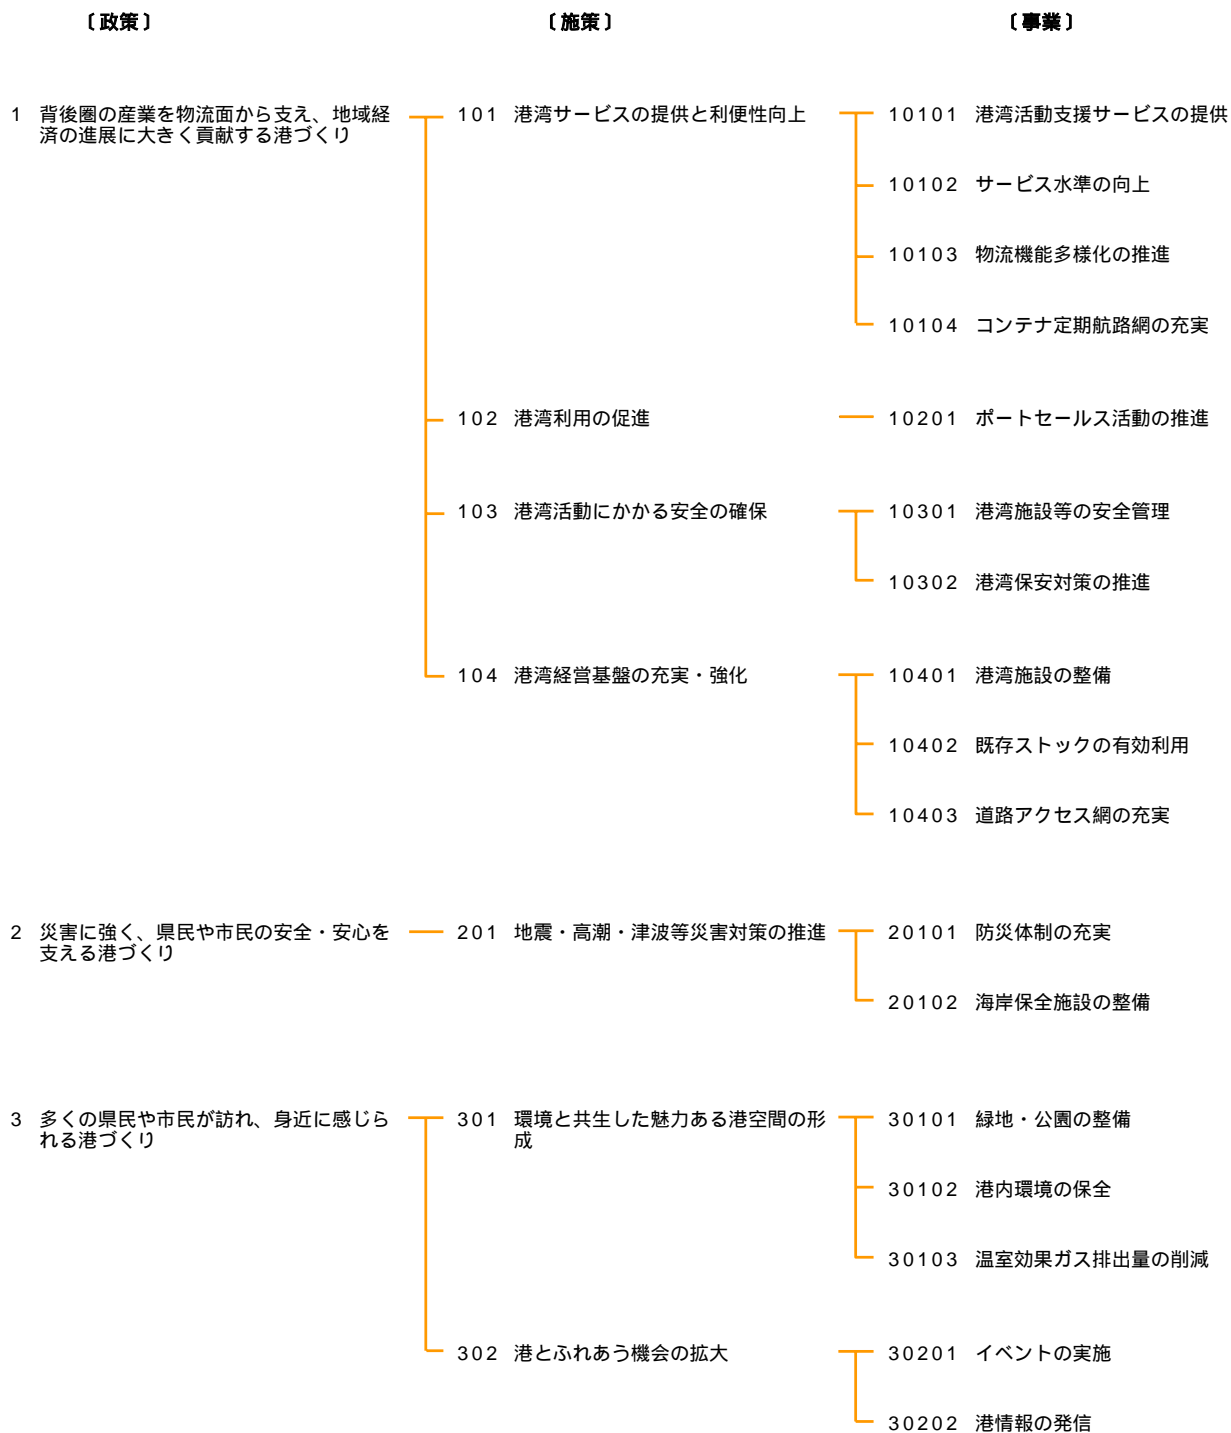 〔政策〕 〔施策〕 〔事業〕
1 背後圏の産業を物流面から支え、地域経 101 港湾サービスの提供と利便性向上 10101 港湾活動支援サービスの提供
済の進展に大きく貢献する港づくり
10102 サービス水準の向上
10103 物流機能多様化の推進
10104 コンテナ定期航路網の充実
102 港湾利用の促進 10201 ポートセールス活動の推進
103 港湾活動にかかる安全の確保 10301 港湾施設等の安全管理
10302 港湾保安対策の推進
104 港湾経営基盤の充実・強化 10401 港湾施設の整備
10402 既存ストックの有効利用
10403 道路アクセス網の充実
2 災害に強く、県民や市民の安全・安心を 201 地震・高潮・津波等災害対策の推進 20101 防災体制の充実
支える港づくり
20102 海岸保全施設の整備
3 多くの県民や市民が訪れ、身近に感じら 301 環境と共生した魅力ある港空間の形 30101 緑地・公園の整備
れる港づくり 成
30102 港内環境の保全
30103 温室効果ガス排出量の削減
302 港とふれあう機会の拡大 30201 イベントの実施
30202 港情報の発信